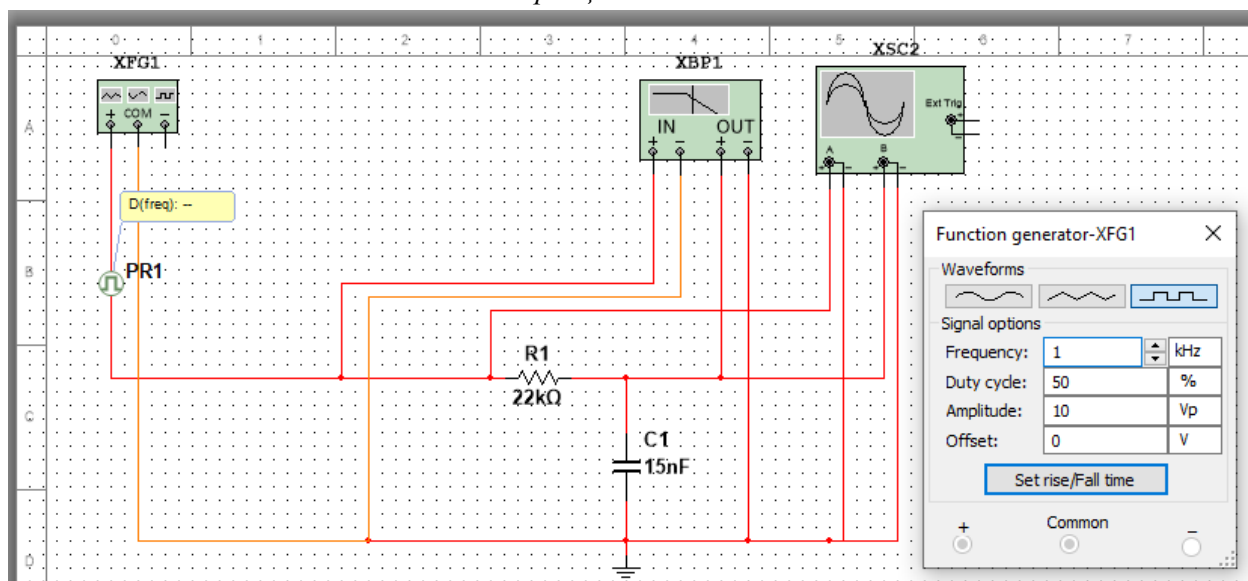 0 1 2 3 4 5 6 7
XFG1
XBP1
XSC2
COM
+ −
IN OUT
+ − + −
Ext Trig
+
−
A B
+ − + −
A
D(freq): --
PR1
B
R1
22kΩ
C
C1
15nF
D
Function generator-XFG1
Waveforms
Signal options
Frequency: 1 kHz
Duty cycle: 50 %
Amplitude: 10 Vp
Offset: 0 V
Set rise/Fall time
+ Common −